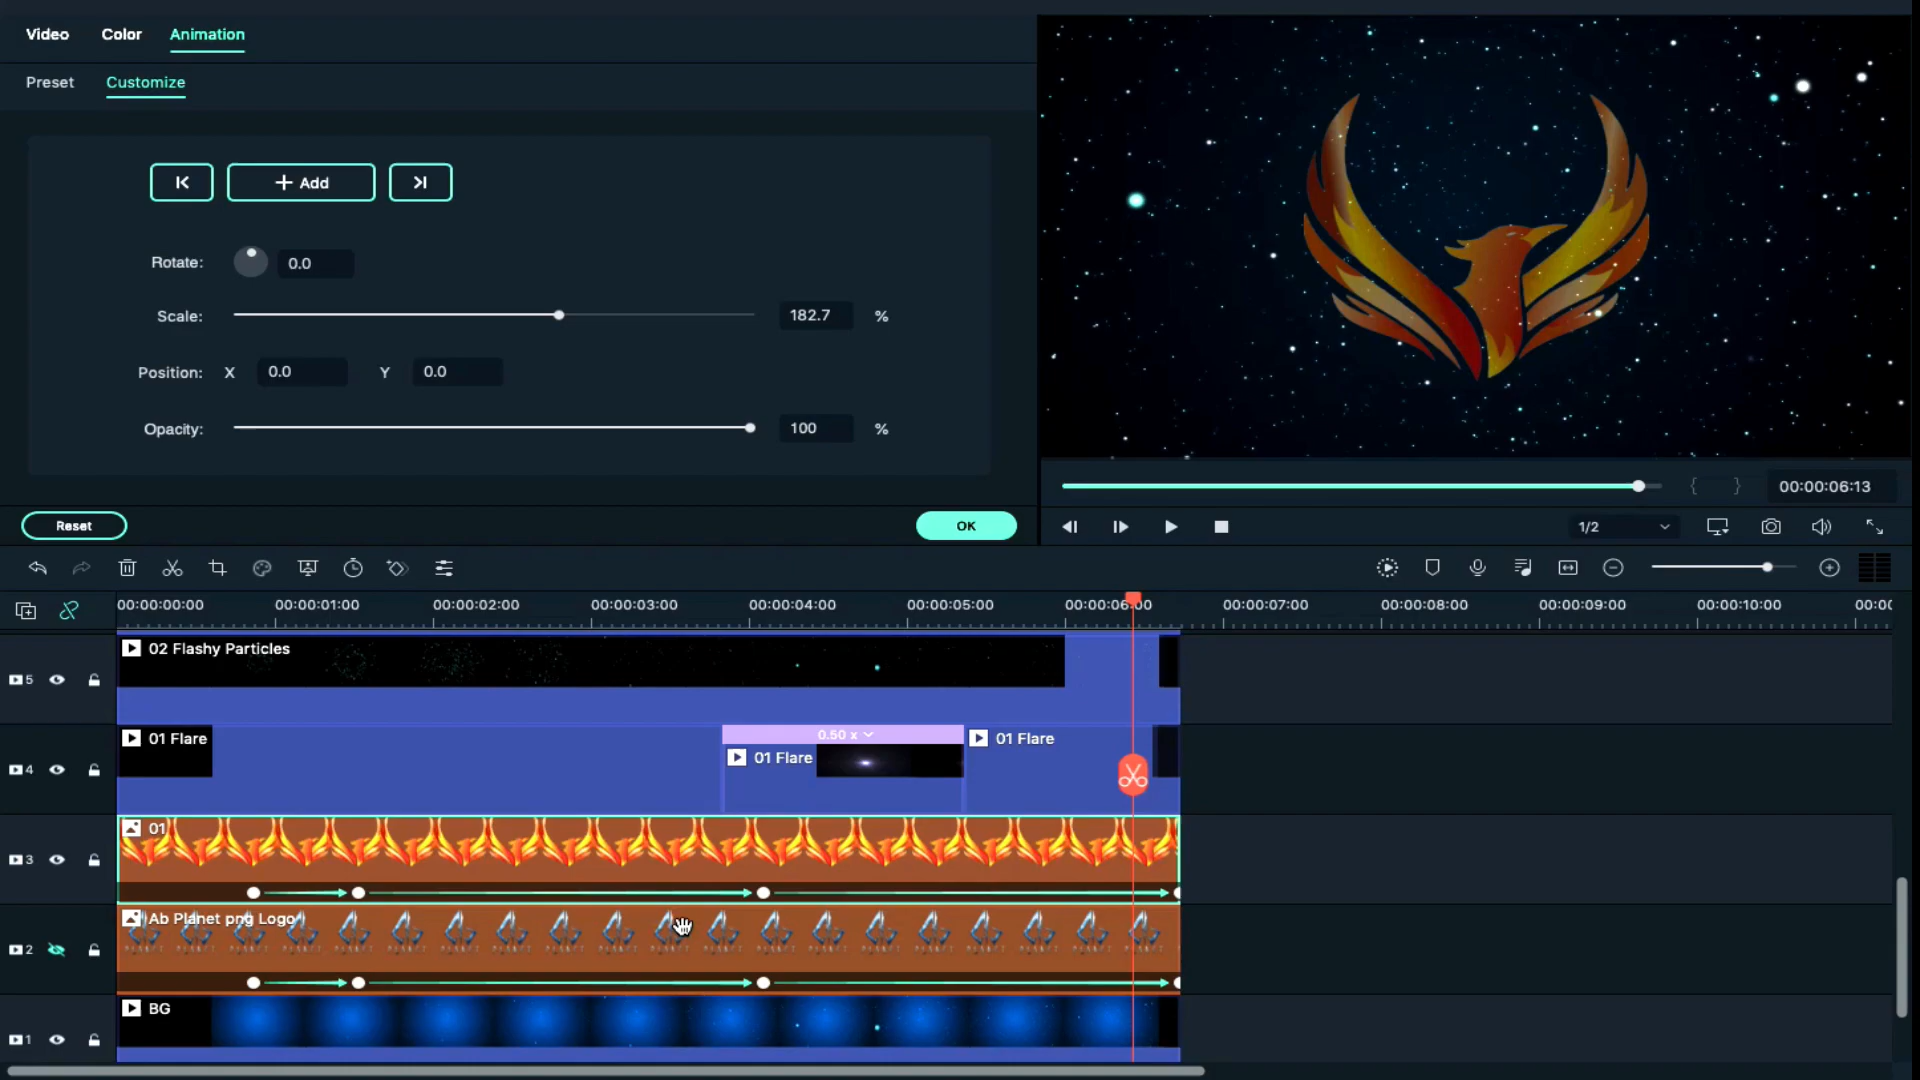 Video Color Animation
Preset Customize
+ Add
Rotate: 0.0
Scale: 182.7 %
Position: X 0.0 Y 0.0
Opacity: 100 %
Reset OK
{ } 00:00:06:13
1/2
00:00:00:00 00:00:01:00 00:00:02:00 00:00:03:00 00:00:04:00 00:00:05:00 00:00:06:00 00:00:07:00 00:00:08:00 00:00:09:00 00:00:10:00
02 Flashy Particles
5
01 Flare
0.50 x
01 Flare
01 Flare
4
01
3
Ab Planet png Logo
2
BG
1